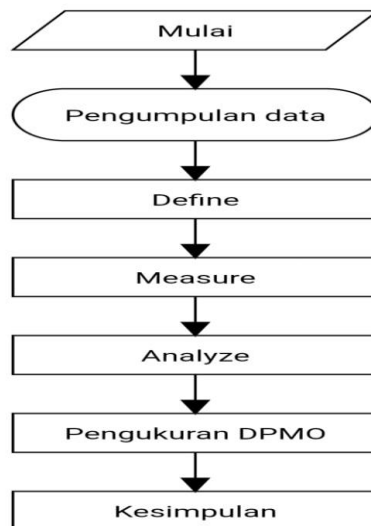 Mulai
Pengumpulan data
Define
Measure
Analyze
Pengukuran DPMO
Kesimpulan